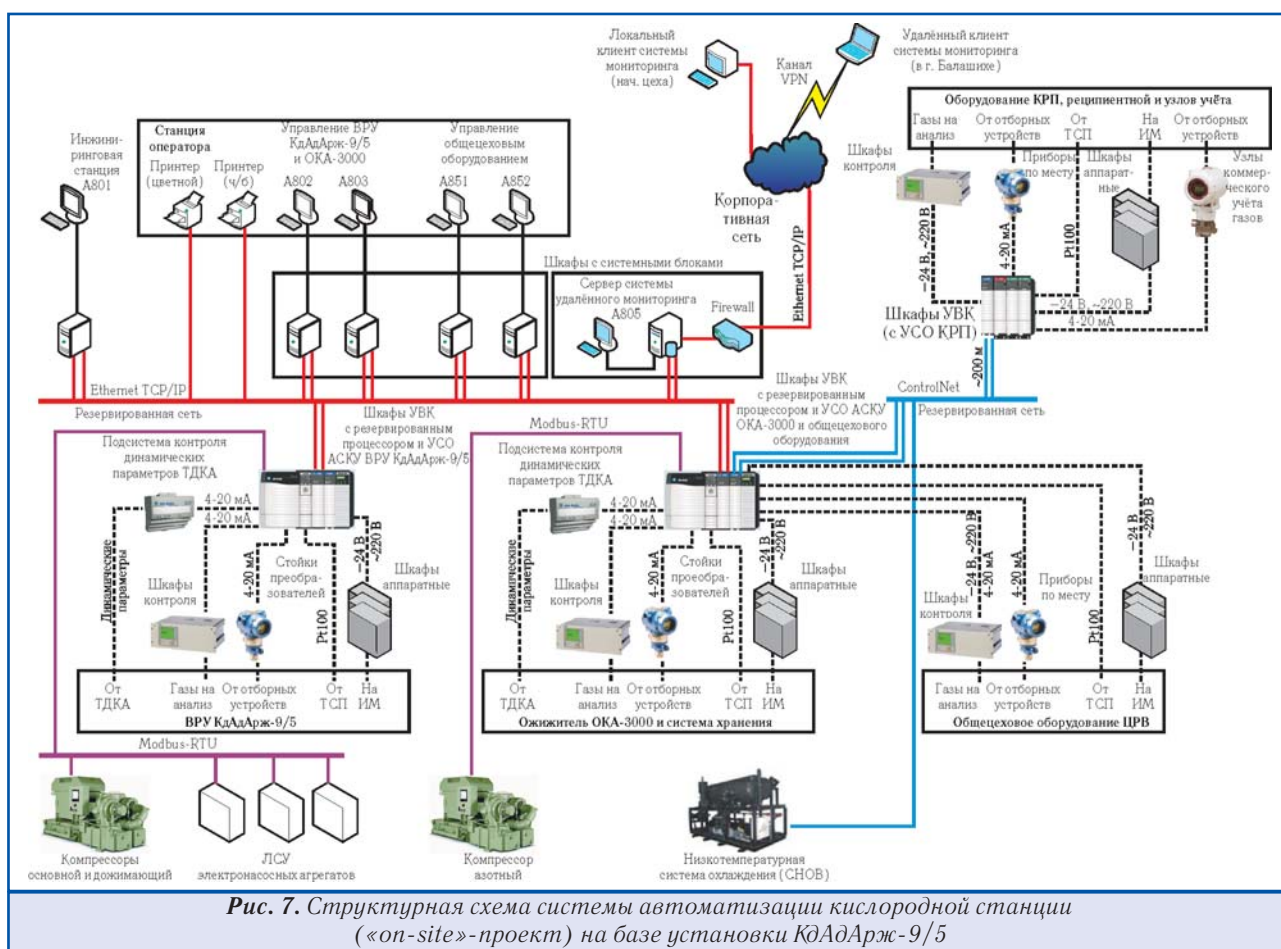 Локальный
клиент системы
мониторинга
(нач. цеха)
Канал
VPN
Удалённый клиент
системы мониторинга
(в г. Балашихе)
Корпора-
тивная
сеть
Ethernet TCP/IP
Инжини-
ринговая
станция
А801
Станция
оператора
Принтер
(цветной)
Принтер
(ч/б)
Управление ВРУ
КдАдАрж-9/5
и ОКА-3000
А802
А803
Управление
общецеховым
оборудованием
А851
А852
Шкафы с системными блоками
Сервер системы
удалённого мониторинга
А805
Firewall
Оборудование КРП, реципиентной и узлов учёта
Газы на
анализ
От отборных
устройств
От
ТСП
На
ИМ
От отборных
устройств
Шкафы
контроля
Приборы
по месту
Шкафы
аппарат-
ные
Узлы
коммер-
ческого
учёта
газов
−24 В, ~220 В
4-20 мА
Pt100
−24 В, ~220 В
4-20 мА
Шкафы УВК
(с УСО КРП)
~200 м
Ethernet TCP/IP
Резервированная сеть
ControlNet
Резервированная сеть
Шкафы УВК
с резервированным
процессором и УСО
АСКУ ВРУ КдАдАрж-9/5
Шкафы УВК
с резервированным
процессором и УСО АСКУ
ОКА-3000 и общецехового
оборудования
Modbus-RTU
Подсистема контроля
динамических
параметров ТДКА
4-20 мА
4-20 мА
Динамические
параметры
Шкафы
контроля
4-20 мА
Стойки
преобра-
зователей
Pt100
−24 В
~220 В
Шкафы
аппаратные
От
ТДКА
Газы на
анализ
От отборных
устройств
От
ТСП
На
ИМ
ВРУ КдАдАрж-9/5
Подсистема контроля
динамических
параметров ТДКА
4-20 мА
4-20 мА
Динамические
параметры
Шкафы
контроля
4-20 мА
Стойки
преобра-
зователей
Pt100
−24 В
~220 В
Шкафы
аппаратные
От
ТДКА
Газы на
анализ
От отборных
устройств
От
ТСП
На
ИМ
Ожижитель ОКА-3000 и система хранения
Шкафы
контроля
−24 В, ~220 В
4-20 мА
4-20 мА
Приборы
по месту
Pt100
−24 В
~220 В
Шкафы
аппаратные
Газы на
анализ
От отборных
устройств
От
ТСП
На
ИМ
Общецеховое оборудование ЦРВ
Modbus-RTU
Компрессоры
основной и дожимающий
ЛСУ
электронасосных агрегатов
Компрессор
азотный
Низкотемпературная
система охлаждения (СНОВ)
Рис. 7. Структурная схема системы автоматизации кислородной станции
(«on-site»-проект) на базе установки КдАдАрж-9/5